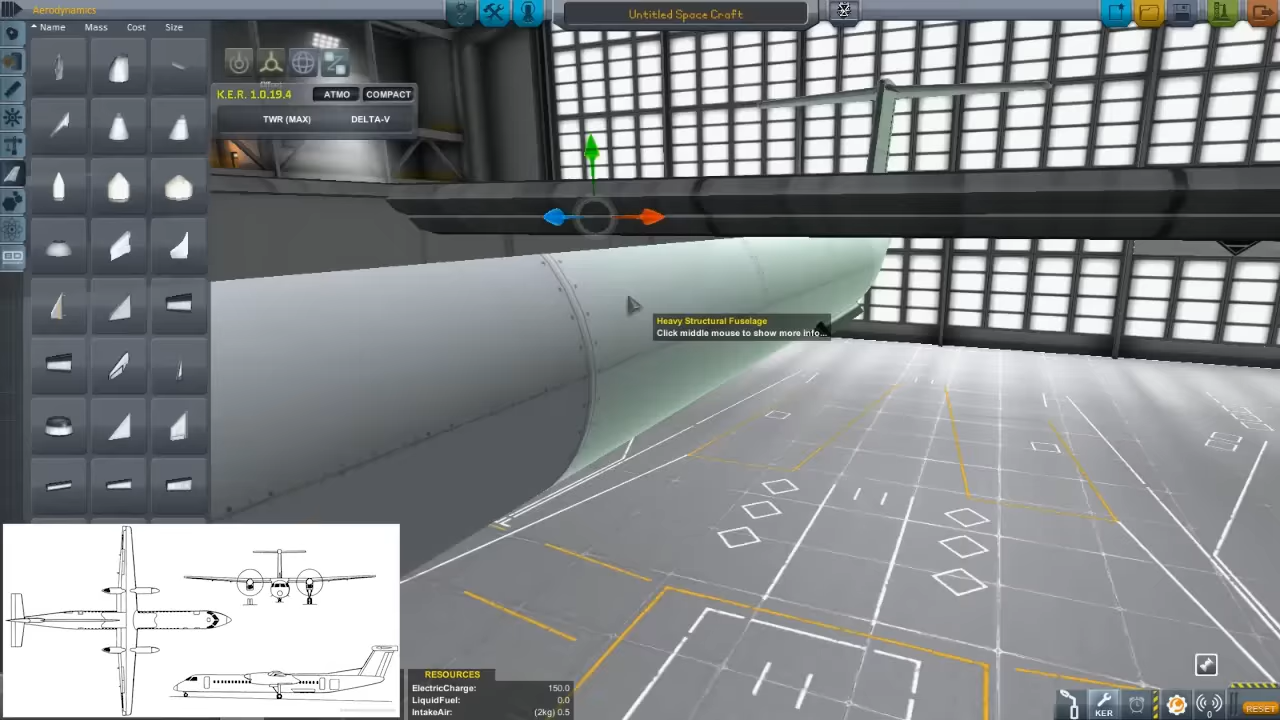 Aerodynamics
Untitled Space Craft
Name Mass Cost Size
K.E.R. 1.0.19.4 ATMO COMPACT
TWR (MAX) DELTA-V
Heavy Structural Fuselage
Click middle mouse to show more info...
RESOURCES
ElectricCharge: 150.0
LiquidFuel: 0.0
IntakeAir: (2kg) 0.5
KER
0
RESET